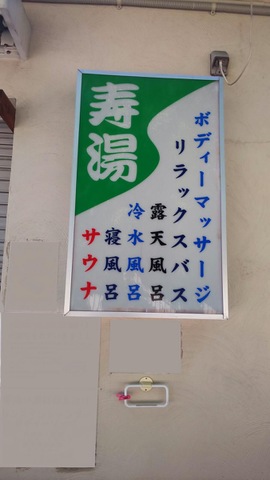 寿湯
ボディーマッサージ
リラックスバス
露天風呂
冷水風呂
寝風呂
サウナ